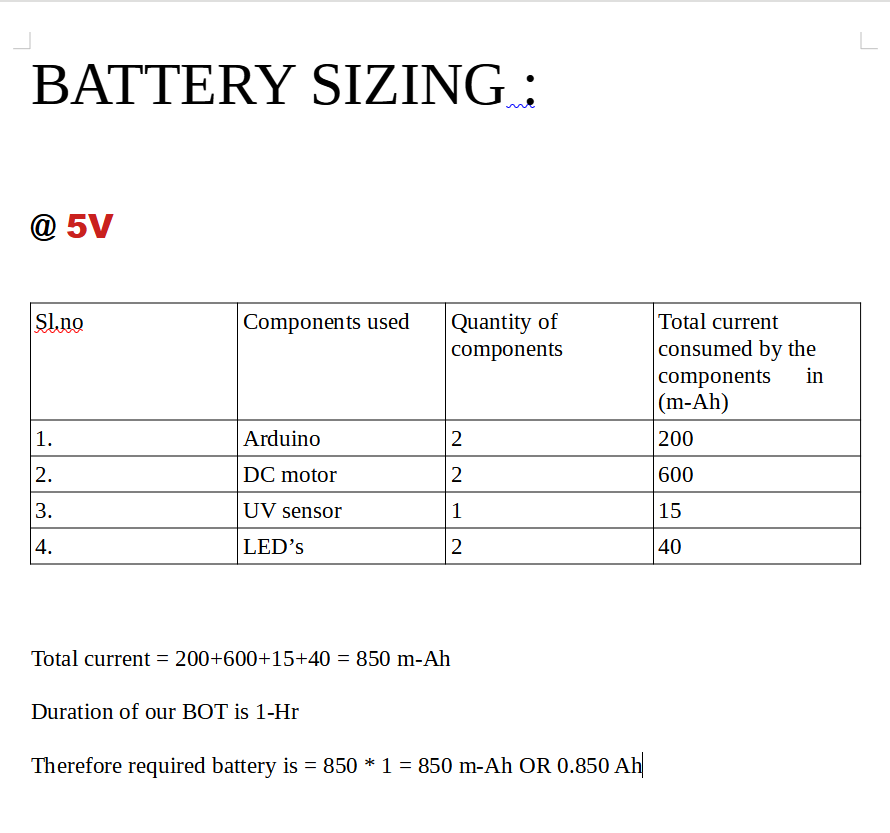 BATTERY SIZING :
@ 5V
Sl.no Components used Quantity of components Total current consumed by the components in (m-Ah)
1. Arduino 2 200
2. DC motor 2 600
3. UV sensor 1 15
4. LED’s 2 40
Total current = 200+600+15+40 = 850 m-Ah
Duration of our BOT is 1-Hr
Therefore required battery is = 850 * 1 = 850 m-Ah OR 0.850 Ah